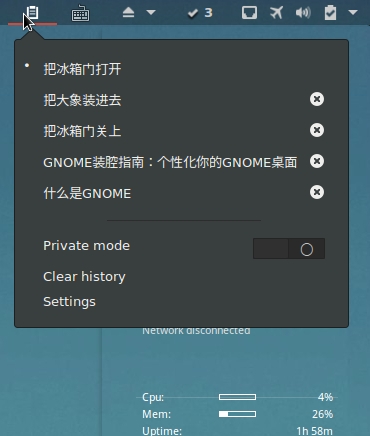 3
把冰箱门打开
把大象装进去
把冰箱门关上
GNOME装腔指南：个性化你的GNOME桌面
什么是GNOME
Private mode
Clear history
Settings
Network disconnected
Cpu: 4%
Mem: 26%
Uptime: 1h 58m